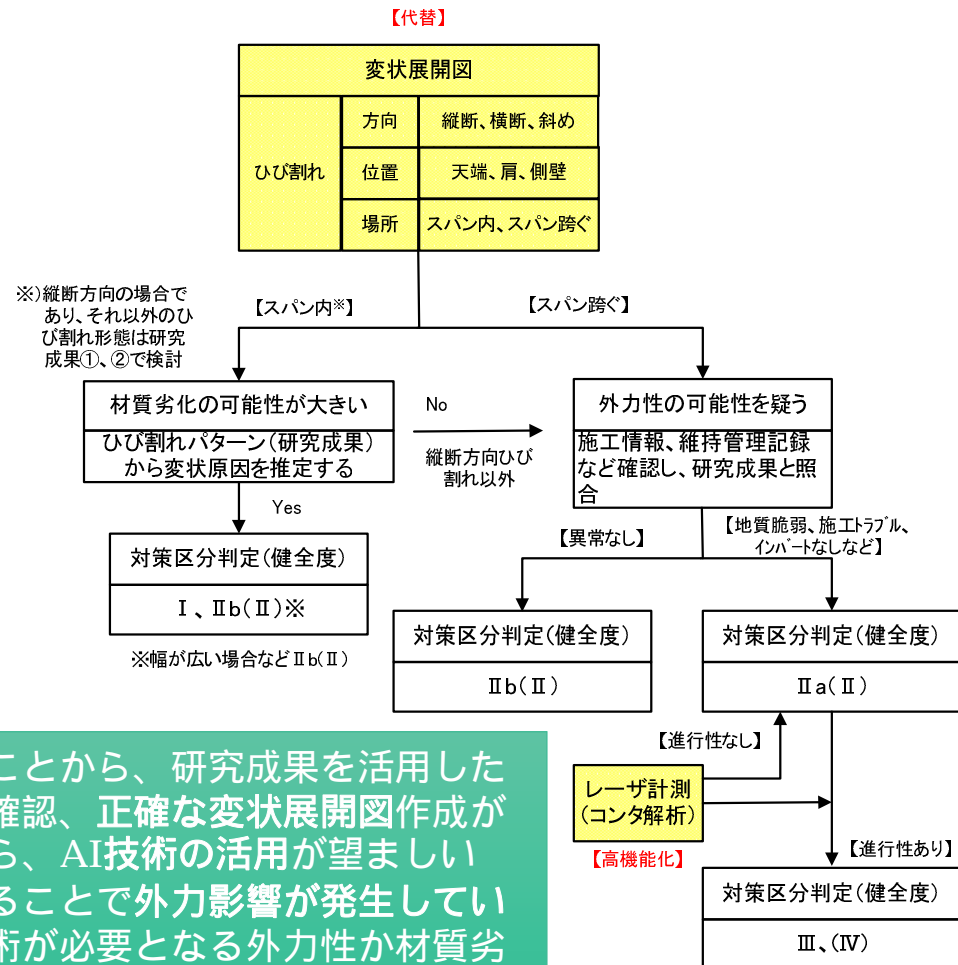 【代替】
変状展開図
ひび割れ
方向
縦断、横断、斜め
位置
天端、肩、側壁
場所
スパン内、スパン跨ぐ
※)縦断方向の場合で
あり、それ以外のひ
び割れ形態は研究
成果①、②で検討
【スパン内※】
【スパン跨ぐ】
材質劣化の可能性が大きい
ひび割れパターン(研究成果)
から変状原因を推定する
No
縦断方向ひび
割れ以外
外力性の可能性を疑う
施工情報、維持管理記録
など確認し、研究成果と照
合
Yes
対策区分判定(健全度)
Ⅰ、Ⅱb(Ⅱ)※
※幅が広い場合などⅡb(Ⅱ)
【異常なし】
【地質脆弱、施工トラブル、
インバートなしなど】
対策区分判定(健全度)
Ⅱb(Ⅱ)
対策区分判定(健全度)
Ⅱa(Ⅱ)
【進行性なし】
レーザ計測
(コンタ解析)
【高機能化】
【進行性あり】
対策区分判定(健全度)
Ⅲ、(Ⅳ)
ことから、研究成果を活用した
確認、正確な変状展開図作成が
ら、AI技術の活用が望ましい
ることで外力影響が発生してい
術が必要となる外力性か材質劣